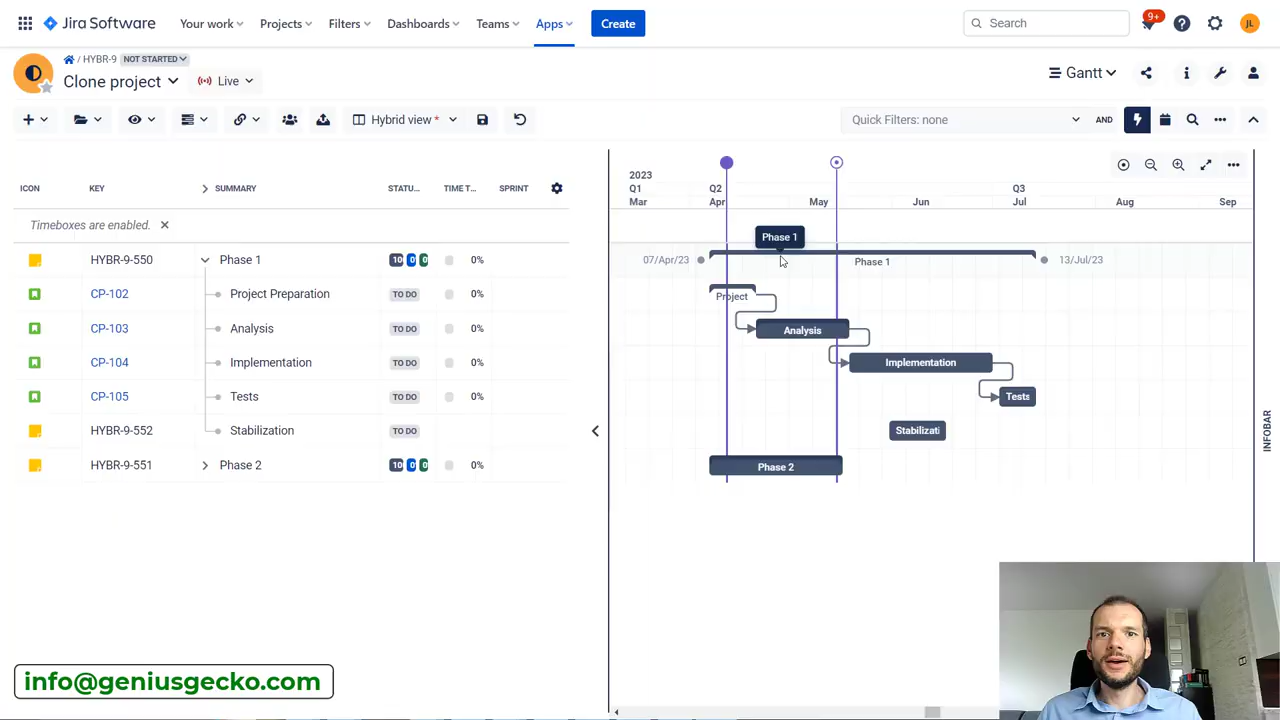 Jira Software Your work Projects Filters Dashboards Teams Apps Create Search 9+ JL
/ HYBR-9 NOT STARTED
Clone project Live Gantt
Hybrid view * Quick Filters: none AND
ICON KEY SUMMARY STATU... TIME T... SPRINT
2023
Q1 Q2 Q3
Mar Apr May Jun Jul Aug Sep
Timeboxes are enabled.
Phase 1
HYBR-9-550 Phase 1 0% 07/Apr/23 Phase 1 13/Jul/23
CP-102 Project Preparation TO DO 0% Project
CP-103 Analysis TO DO 0% Analysis
CP-104 Implementation TO DO 0% Implementation
CP-105 Tests TO DO 0% Tests
HYBR-9-552 Stabilization TO DO Stabilizati
HYBR-9-551 Phase 2 0% Phase 2
INFOBAR
info@geniusgecko.com